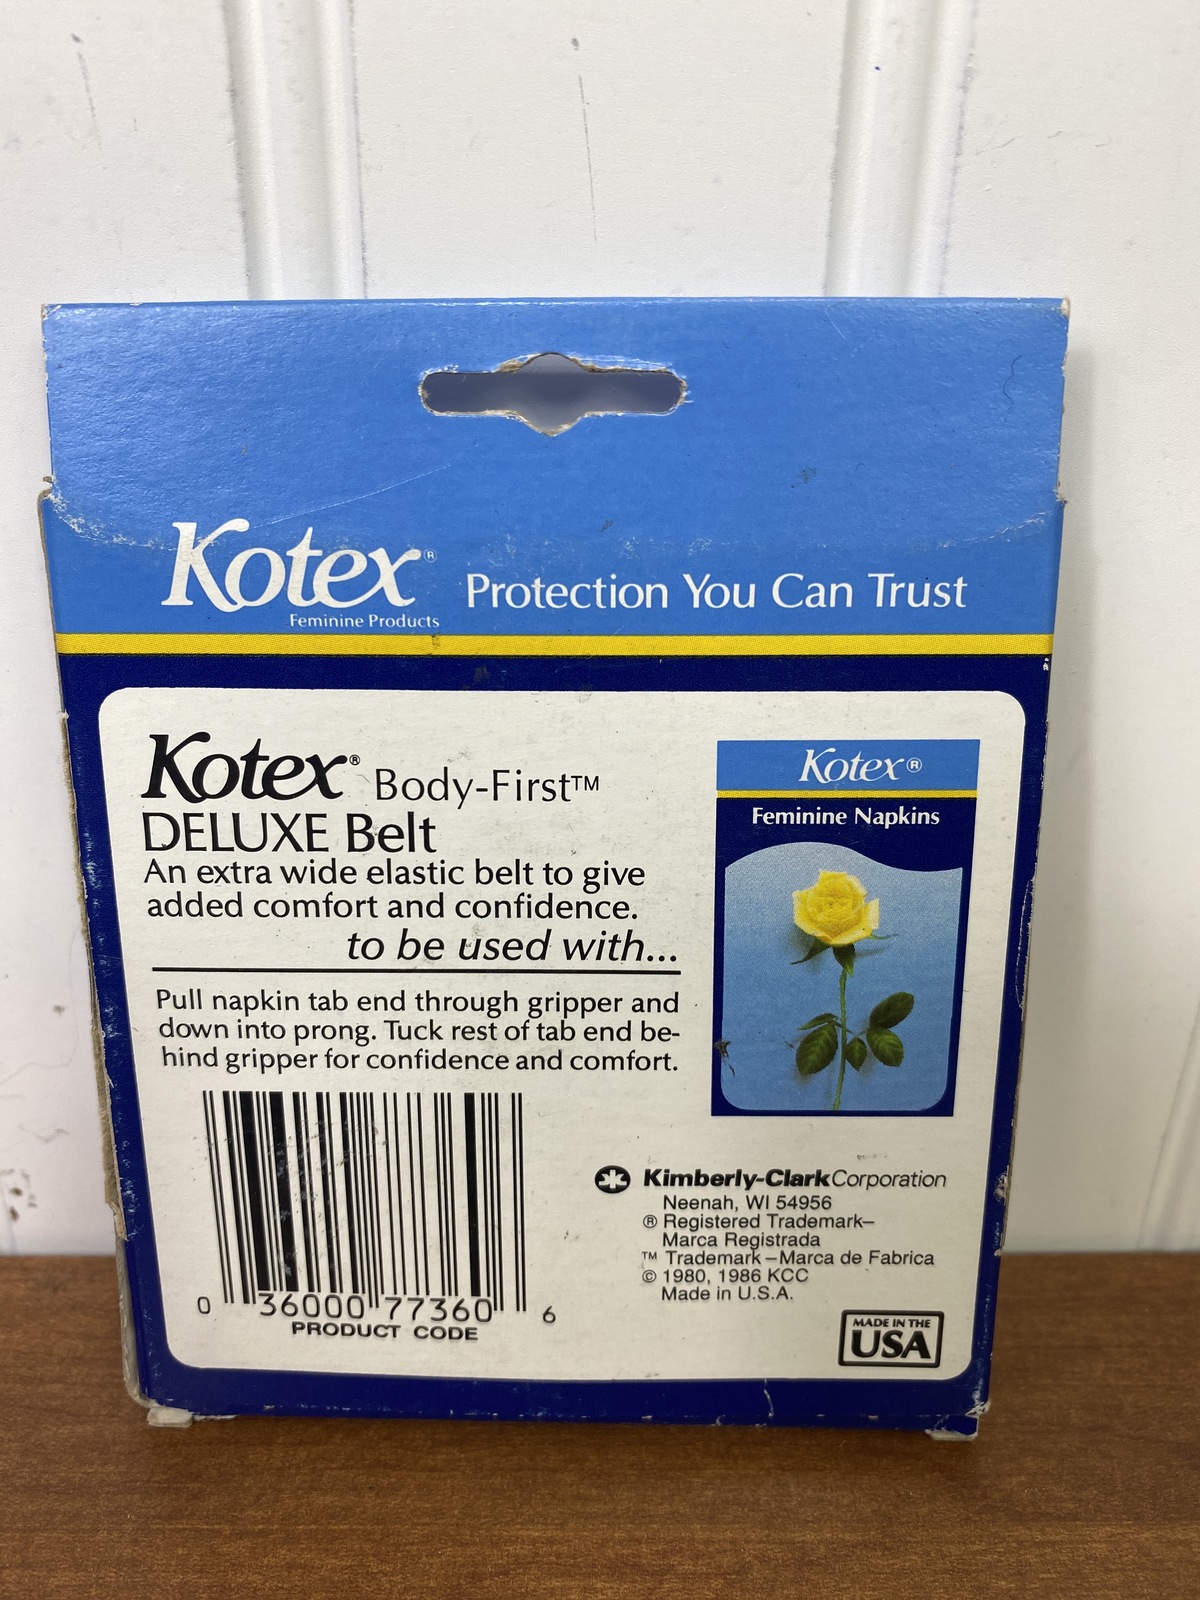 Kotex®
Feminine Products
Protection You Can Trust
Kotex® Body-First™
DELUXE Belt
An extra wide elastic belt to give
added comfort and confidence.
to be used with...
Pull napkin tab end through gripper and
down into prong. Tuck rest of tab end be-
hind gripper for confidence and comfort.
Kotex®
Feminine Napkins
0 36000 77360 6
PRODUCT CODE
Kimberly-Clark Corporation
Neenah, WI 54956
® Registered Trademark–
Marca Registrada
™ Trademark–Marca de Fabrica
© 1980, 1986 KCC
Made in U.S.A.
MADE IN THE
USA